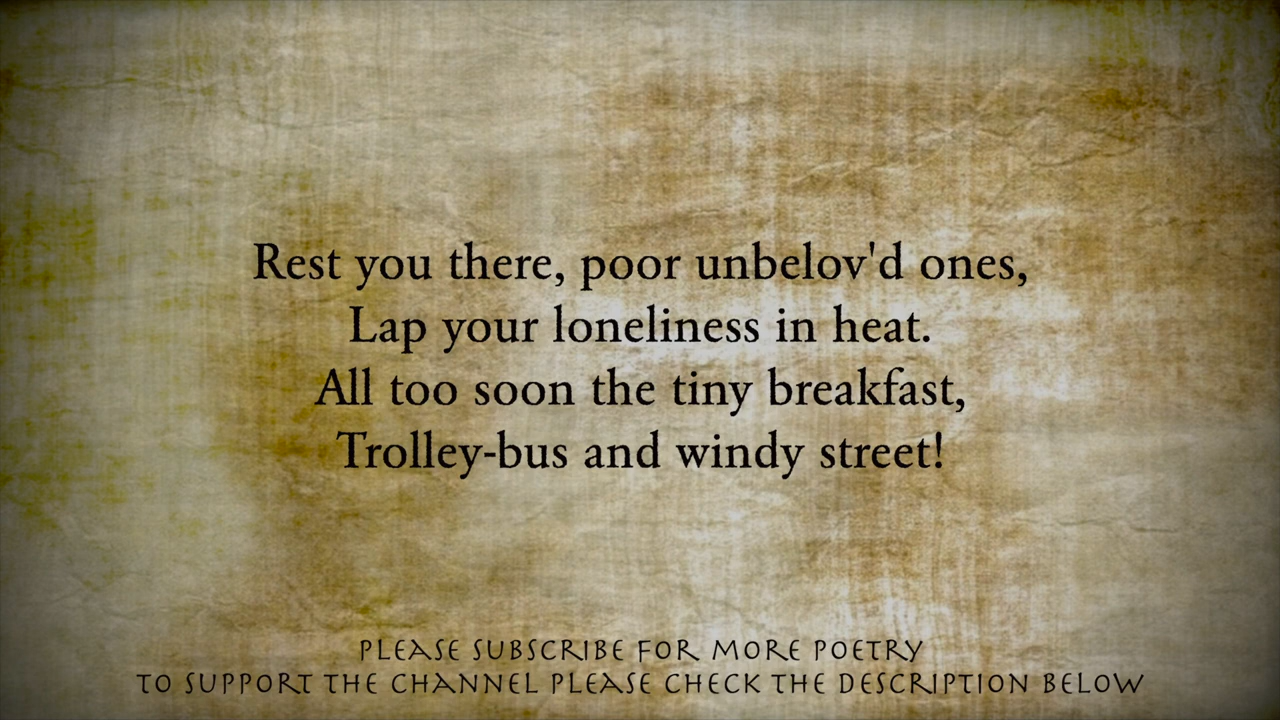 Rest you there, poor unbelov'd ones,
Lap your loneliness in heat.
All too soon the tiny breakfast,
Trolley-bus and windy street!
PLEASE SUBSCRIBE FOR MORE POETRY
TO SUPPORT THE CHANNEL PLEASE CHECK THE DESCRIPTION BELOW